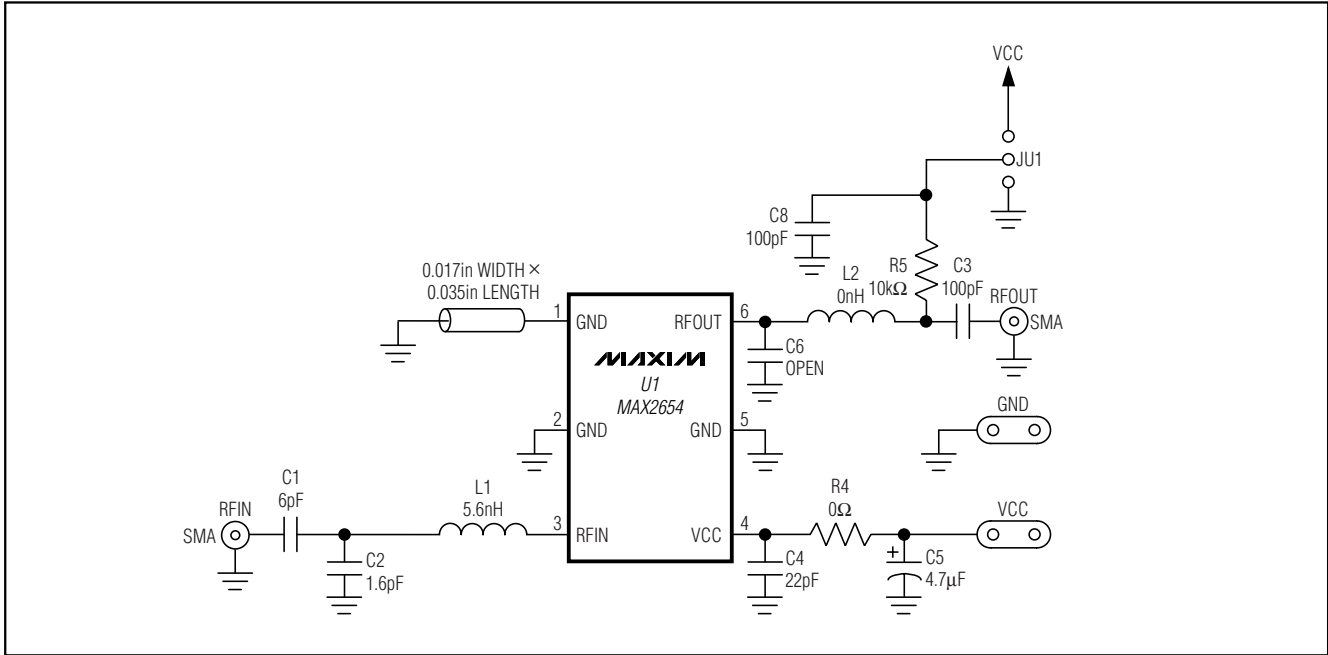 VCC
JU1
C8
100pF
R5
10kΩ
C3
100pF
L2
0nH
RFOUT
SMA
0.017in WIDTH ×
0.035in LENGTH
1
GND
RFOUT
6
C6
OPEN
MAXIM
U1
MAX2654
2
GND
GND
5
GND
C1
6pF
L1
5.6nH
R4
0Ω
RFIN
SMA
3
RFIN
VCC
4
VCC
C2
1.6pF
C4
22pF
+
C5
4.7μF